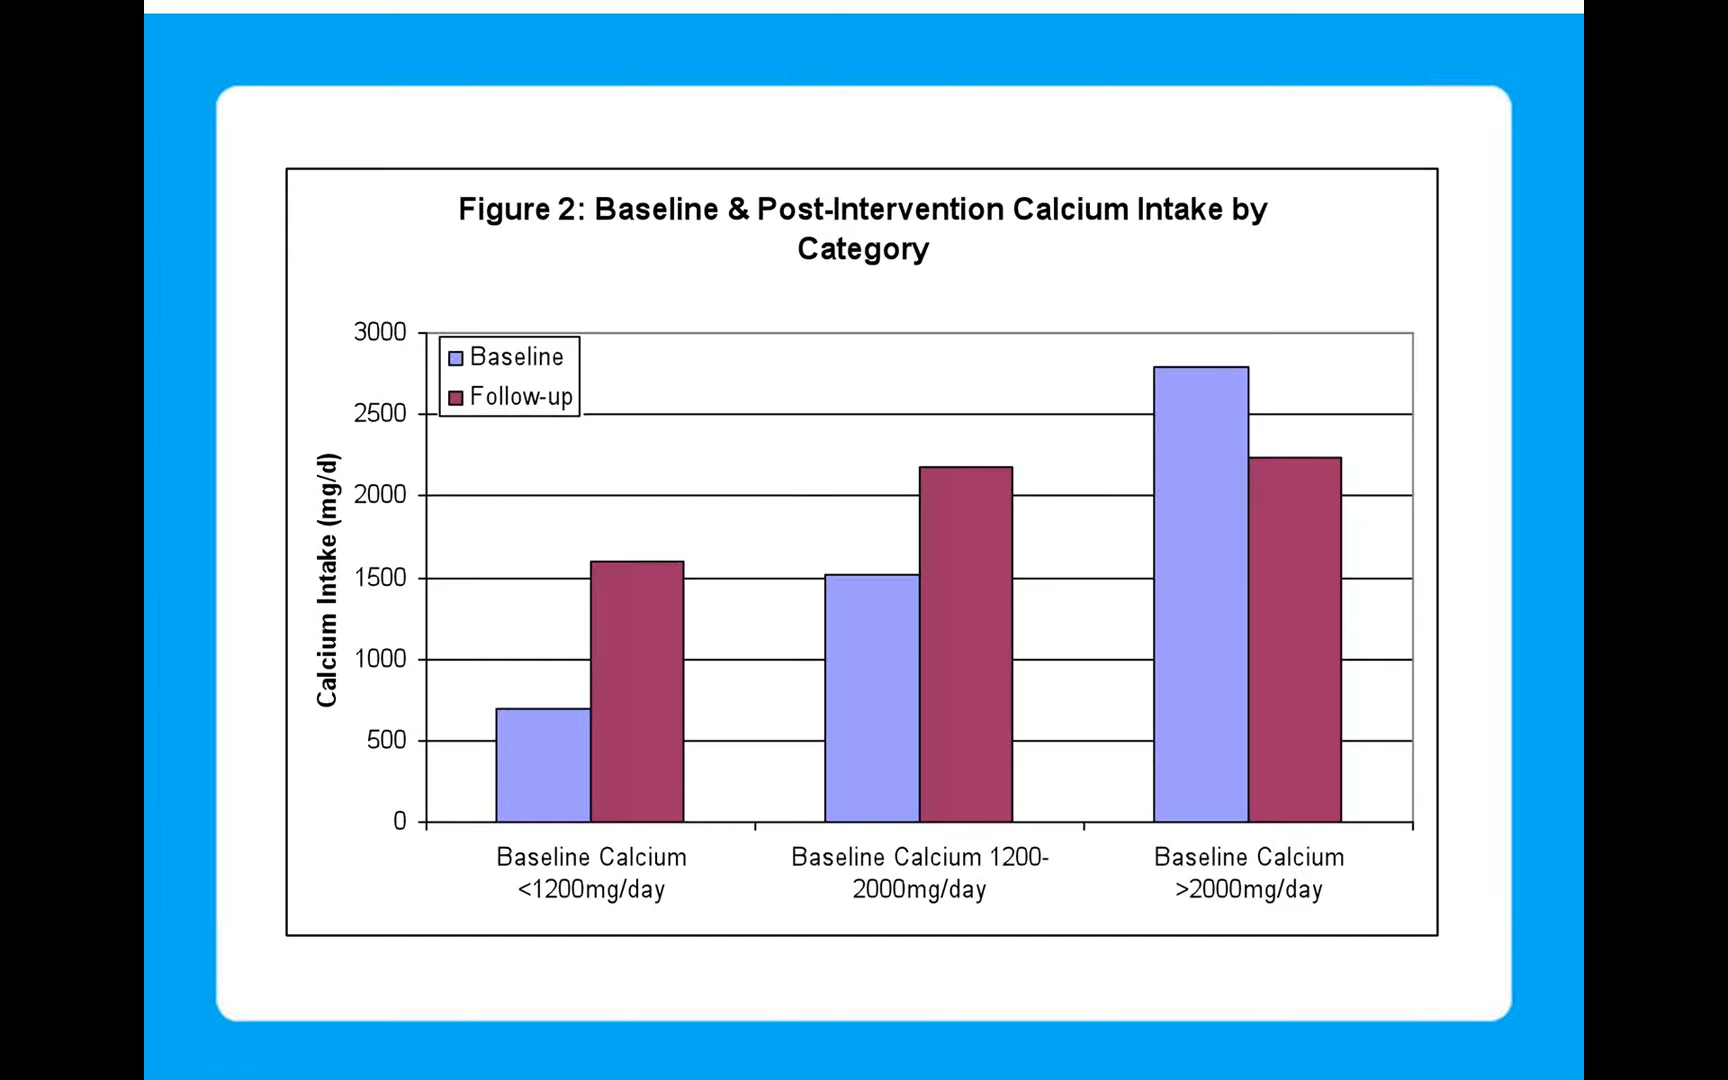 Figure 2: Baseline & Post-Intervention Calcium Intake by
Category
3000
2500
2000
1500
1000
500
0
Calcium Intake (mg/d)
Baseline
Follow-up
Baseline Calcium
<1200mg/day
Baseline Calcium 1200-
2000mg/day
Baseline Calcium
>2000mg/day